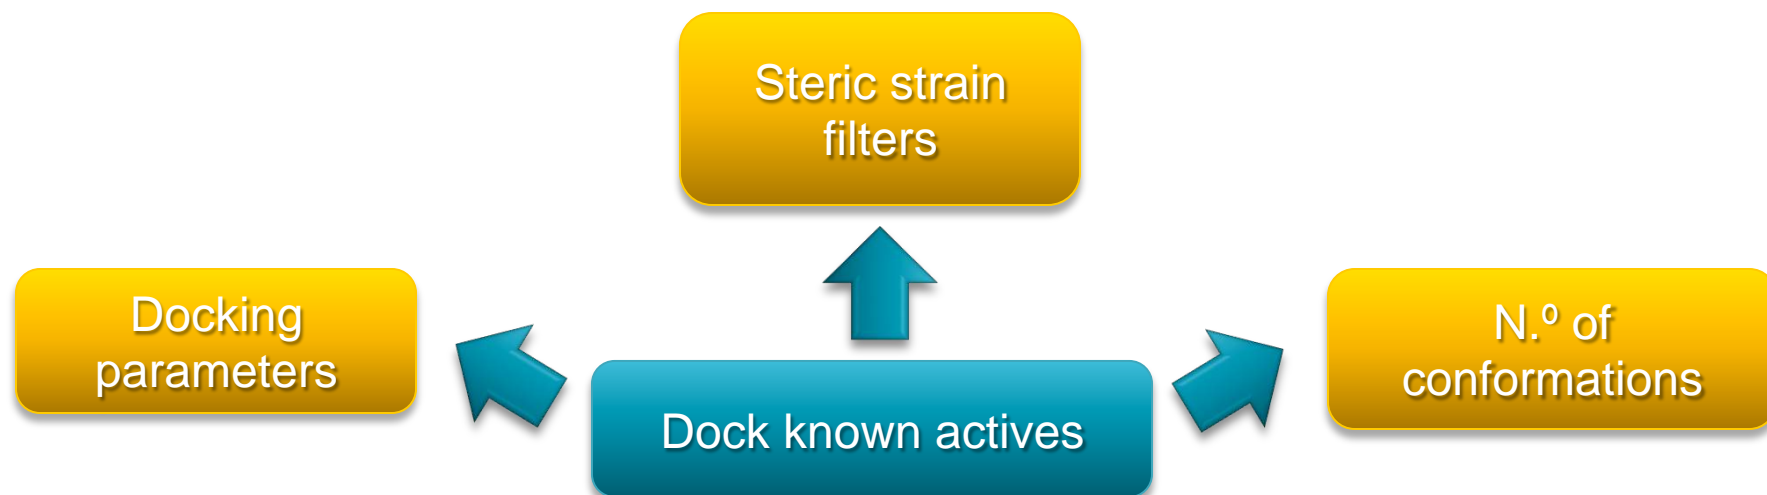 Steric strain
filters
Docking
parameters
N.º of
conformations
Dock known actives